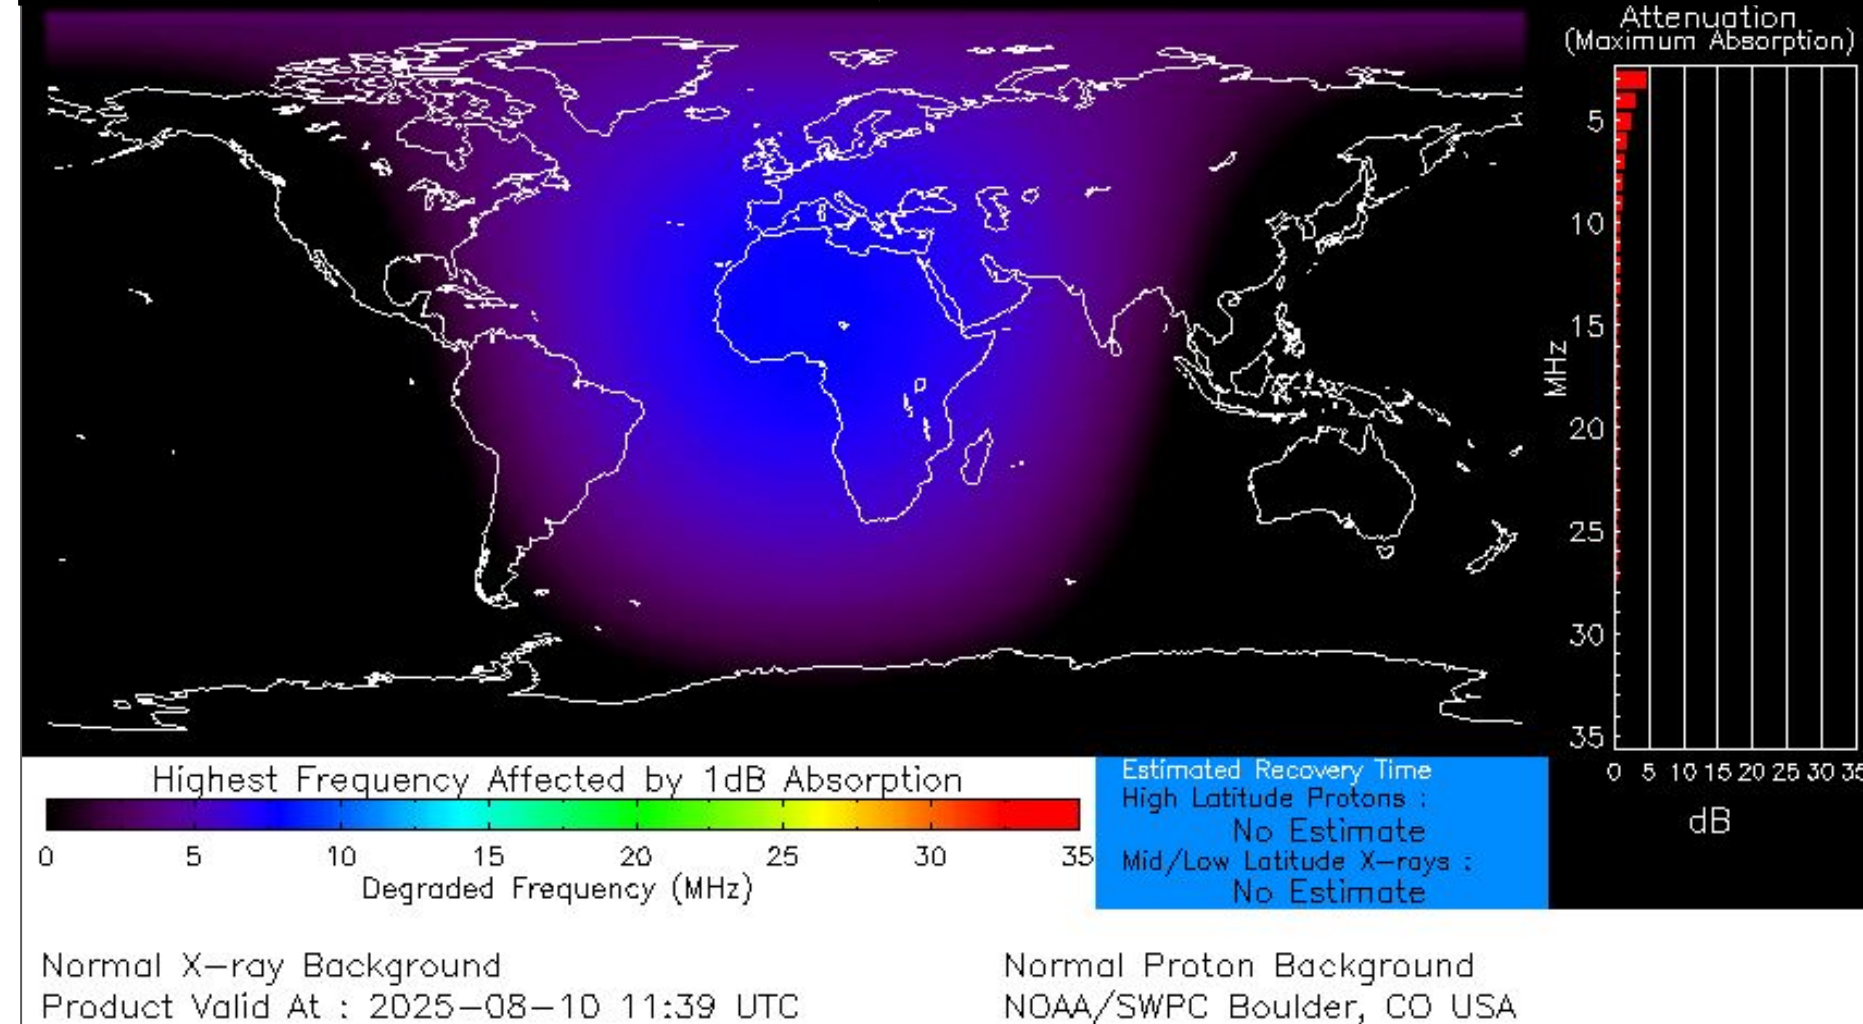 Attenuation
(Maximum Absorption)
5
10
15
20
25
30
35
MHz
0 5 10 15 20 25 30 35
dB
Highest Frequency Affected by 1dB Absorption
0 5 10 15 20 25 30 35
Degraded Frequency (MHz)
Estimated Recovery Time
High Latitude Protons :
No Estimate
Mid/Low Latitude X-rays :
No Estimate
Normal X-ray Background
Product Valid At : 2025-08-10 11:39 UTC
Normal Proton Background
NOAA/SWPC Boulder, CO USA